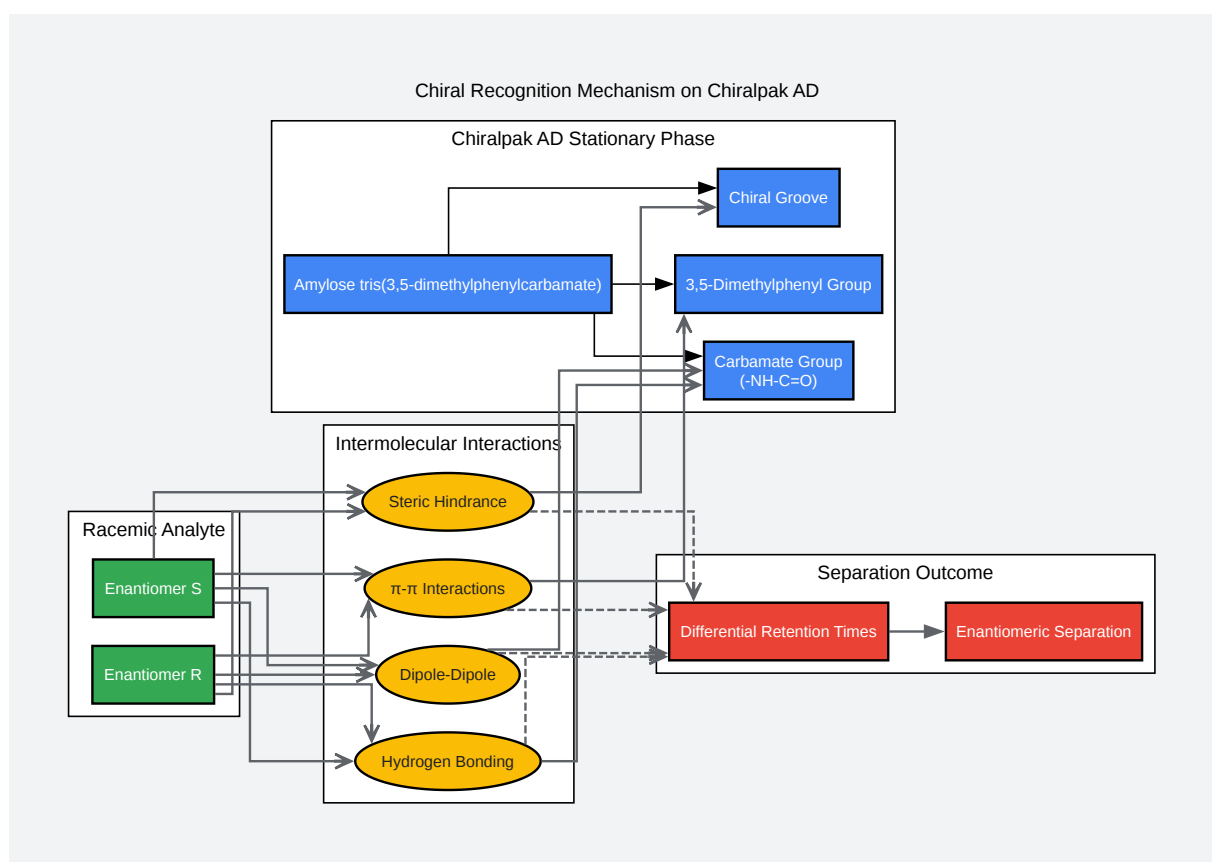 Chiral Recognition Mechanism on Chiralpak AD
Chiralpak AD Stationary Phase
Chiral Groove
Amylose tris(3,5-dimethylphenylcarbamate)
3,5-Dimethylphenyl Group
Carbamate Group
(-NH-C=O)
Intermolecular Interactions
Steric Hindrance
π-π Interactions
Dipole-Dipole
Hydrogen Bonding
Racemic Analyte
Enantiomer S
Enantiomer R
Separation Outcome
Differential Retention Times
Enantiomeric Separation